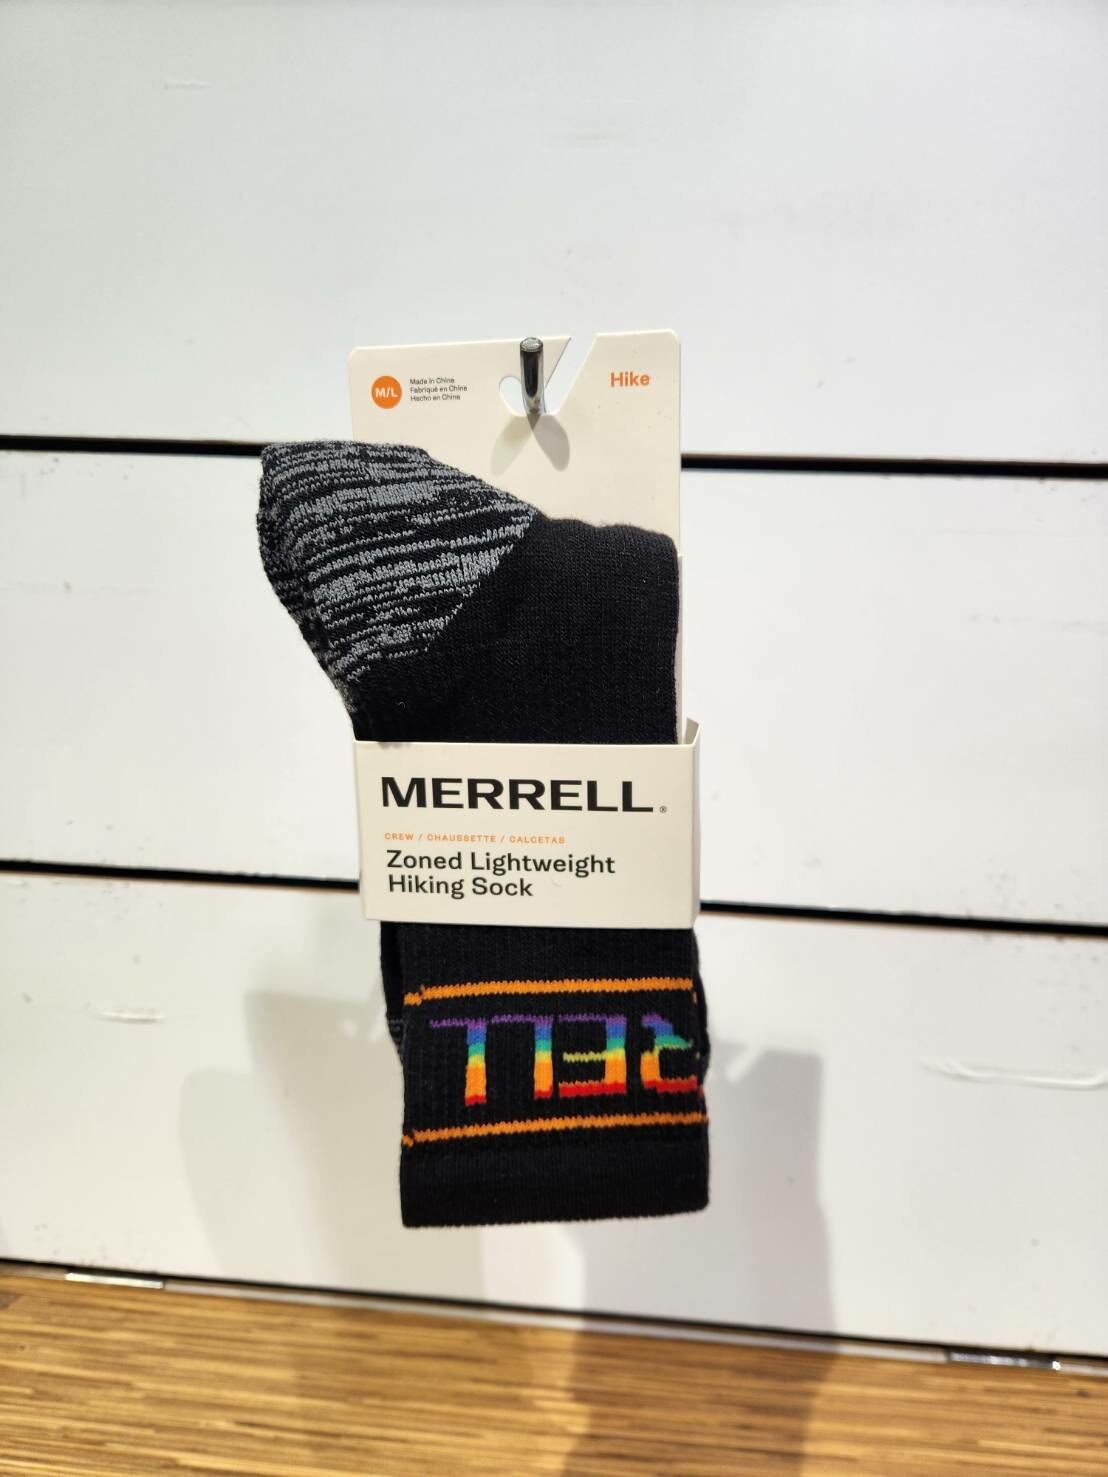 M/L
Made in China
Fabriqué en Chine
Hecho en China
Hike
MERRELL®
CREW / CHAUSSETTE / CALCETAS
Zoned Lightweight
Hiking Sock